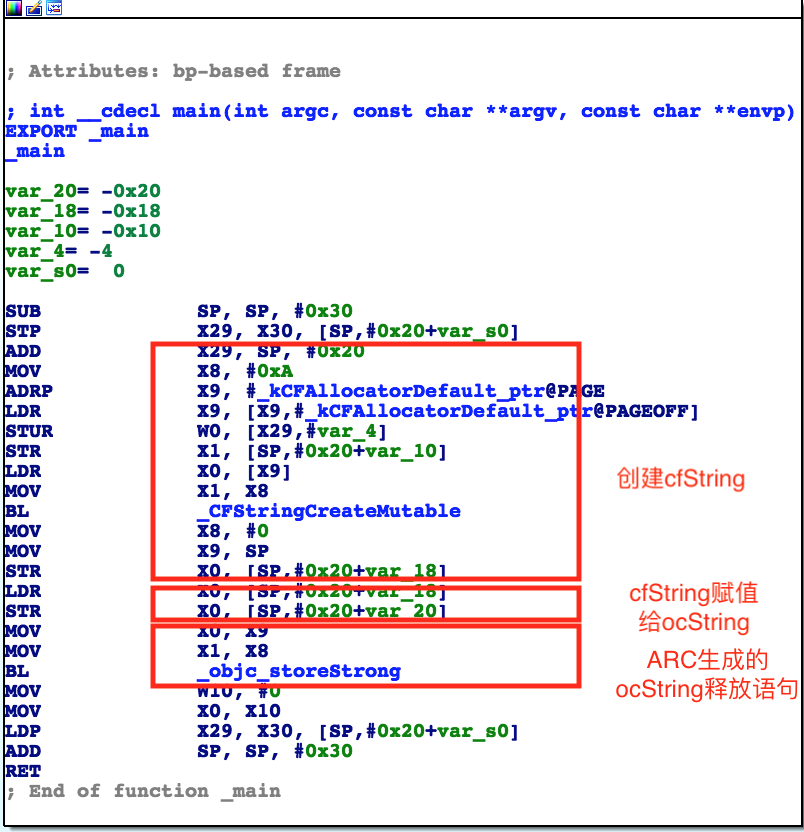 ; Attributes: bp-based frame
; int __cdecl main(int argc, const char **argv, const char **envp)
EXPORT _main
_main
var_20= -0x20
var_18= -0x18
var_10= -0x10
var_4= -4
var_s0= 0
SUB SP, SP, #0x30
STP X29, X30, [SP,#0x20+var_s0]
ADD X29, SP, #0x20
MOV X8, #0xA
ADRP X9, #_kCFAllocatorDefault_ptr@PAGE
LDR X9, [X9,#_kCFAllocatorDefault_ptr@PAGEOFF]
STUR W0, [X29,#var_4]
STR X1, [SP,#0x20+var_10]
LDR X0, [X9]
MOV X1, X8
BL _CFStringCreateMutable
MOV X8, #0
MOV X9, SP
STR X0, [SP,#0x20+var_18]
LDR X0, [SP,#0x20+var_18]
STR X0, [SP,#0x20+var_20]
MOV X0, X9
MOV X1, X8
BL _objc_storeStrong
MOV W10, #0
MOV X0, X10
LDP X29, X30, [SP,#0x20+var_s0]
ADD SP, SP, #0x30
RET
; End of function _main
创建cfString
cfString赋值
给ocString
ARC生成的
ocString释放语句